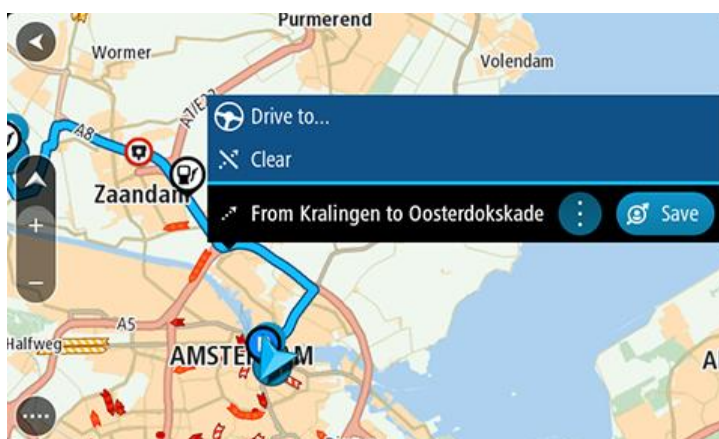 Purmerend
Wormer
Volendam
A7/E22
Drive to...
A8
Clear
Zaandam
From Kralingen to Oosterdokskade
Save
A5
Halfweg
AMSTERDAM
A